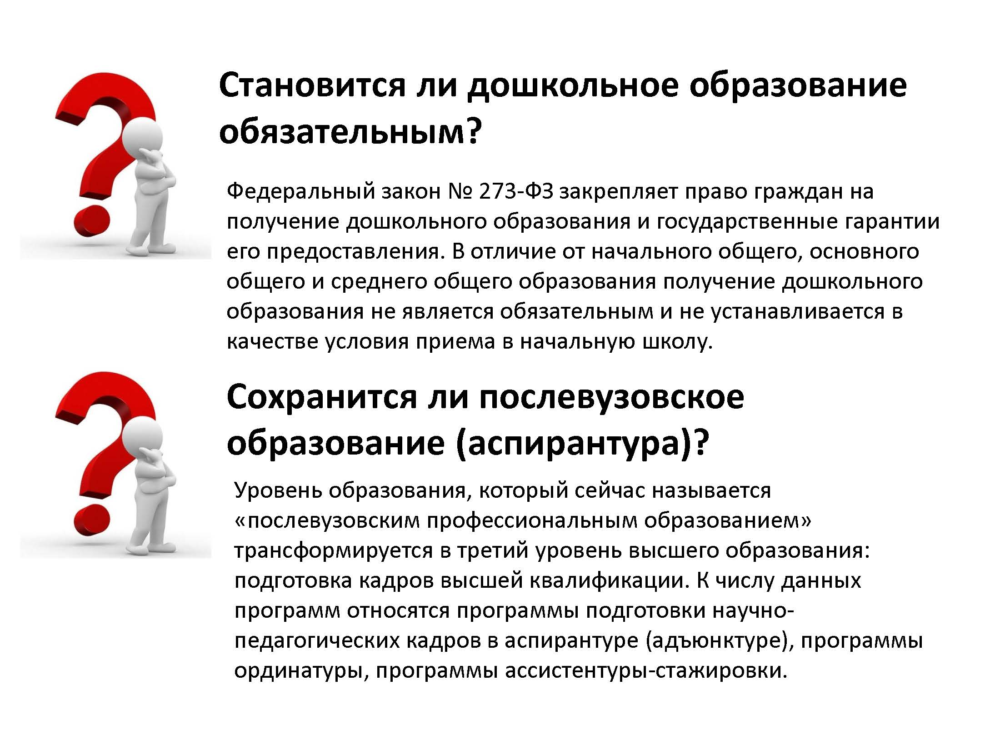 Становится ли дошкольное образование
обязательным?
Федеральный закон № 273-ФЗ закрепляет право граждан на
получение дошкольного образования и государственные гарантии
его предоставления. В отличие от начального общего, основного
общего и среднего общего образования получение дошкольного
образования не является обязательным и не устанавливается в
качестве условия приема в начальную школу.
Сохранится ли послевузовское
образование (аспирантура)?
Уровень образования, который сейчас называется
«послевузовским профессиональным образованием»
трансформируется в третий уровень высшего образования:
подготовка кадров высшей квалификации. К числу данных
программ относятся программы подготовки научно-
педагогических кадров в аспирантуре (адъюнктуре), программы
ординатуры, программы ассистентуры-стажировки.